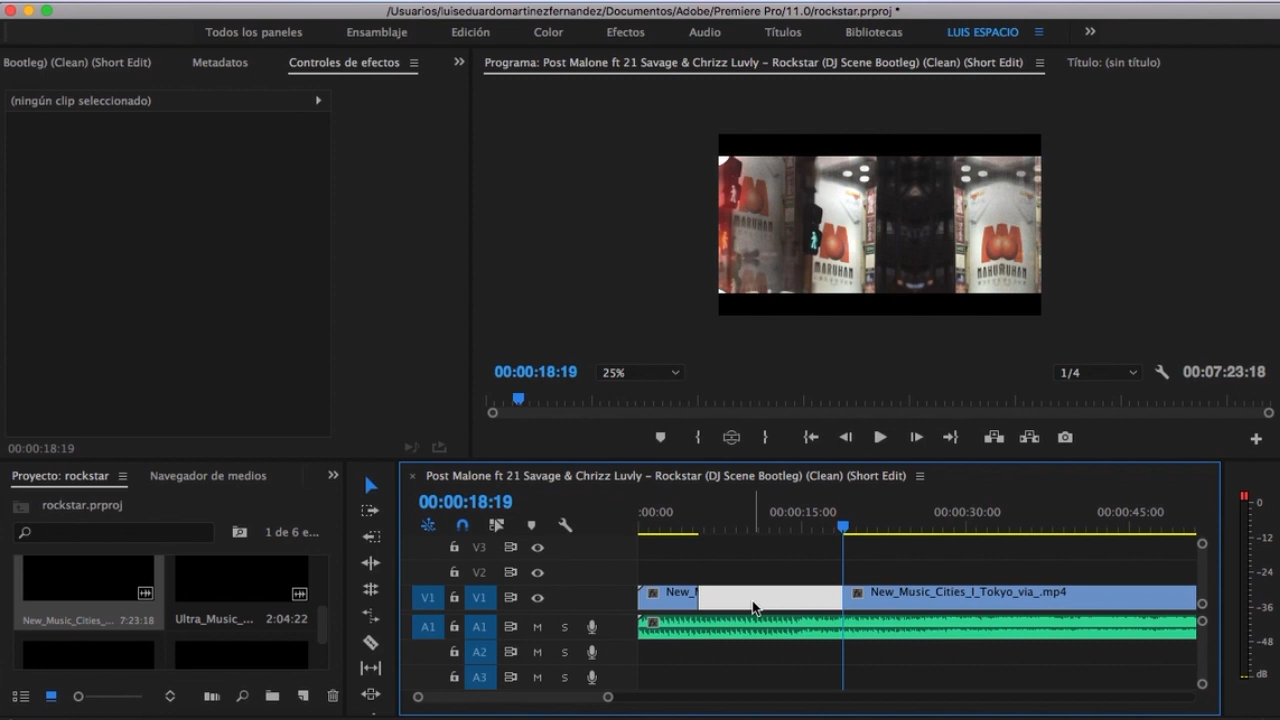 /Usuarios/luiseduardomartinezfernandez/Documentos/Adobe/Premiere Pro/11.0/rockstar.prproj *
Todos los paneles Ensamblaje Edición Color Efectos Audio Títulos Bibliotecas LUIS ESPACIO
Bootleg) (Clean) (Short Edit) Metadatos Controles de efectos
Programa: Post Malone ft 21 Savage & Chrizz Luvly – Rockstar (DJ Scene Bootleg) (Clean) (Short Edit) Título: (sin título)
(ningún clip seleccionado)
MARUHAN
MARUHAN
00:00:18:19 25% 1/4 00:07:23:18
00:00:18:19
Proyecto: rockstar Navegador de medios
rockstar.prproj
1 de 6 e...
New_Music_Cities_... 7:23:18
Ultra_Music_... 2:04:22
Post Malone ft 21 Savage & Chrizz Luvly – Rockstar (DJ Scene Bootleg) (Clean) (Short Edit)
00:00:18:19
:00:00 00:00:15:00 00:00:30:00 00:00:45:00
V3
V2
V1 V1 New_M New_Music_Cities_I_Tokyo_via_.mp4
A1 A1 M S
A2 M S
A3 M S
0
-12
-24
-36
-48
dB